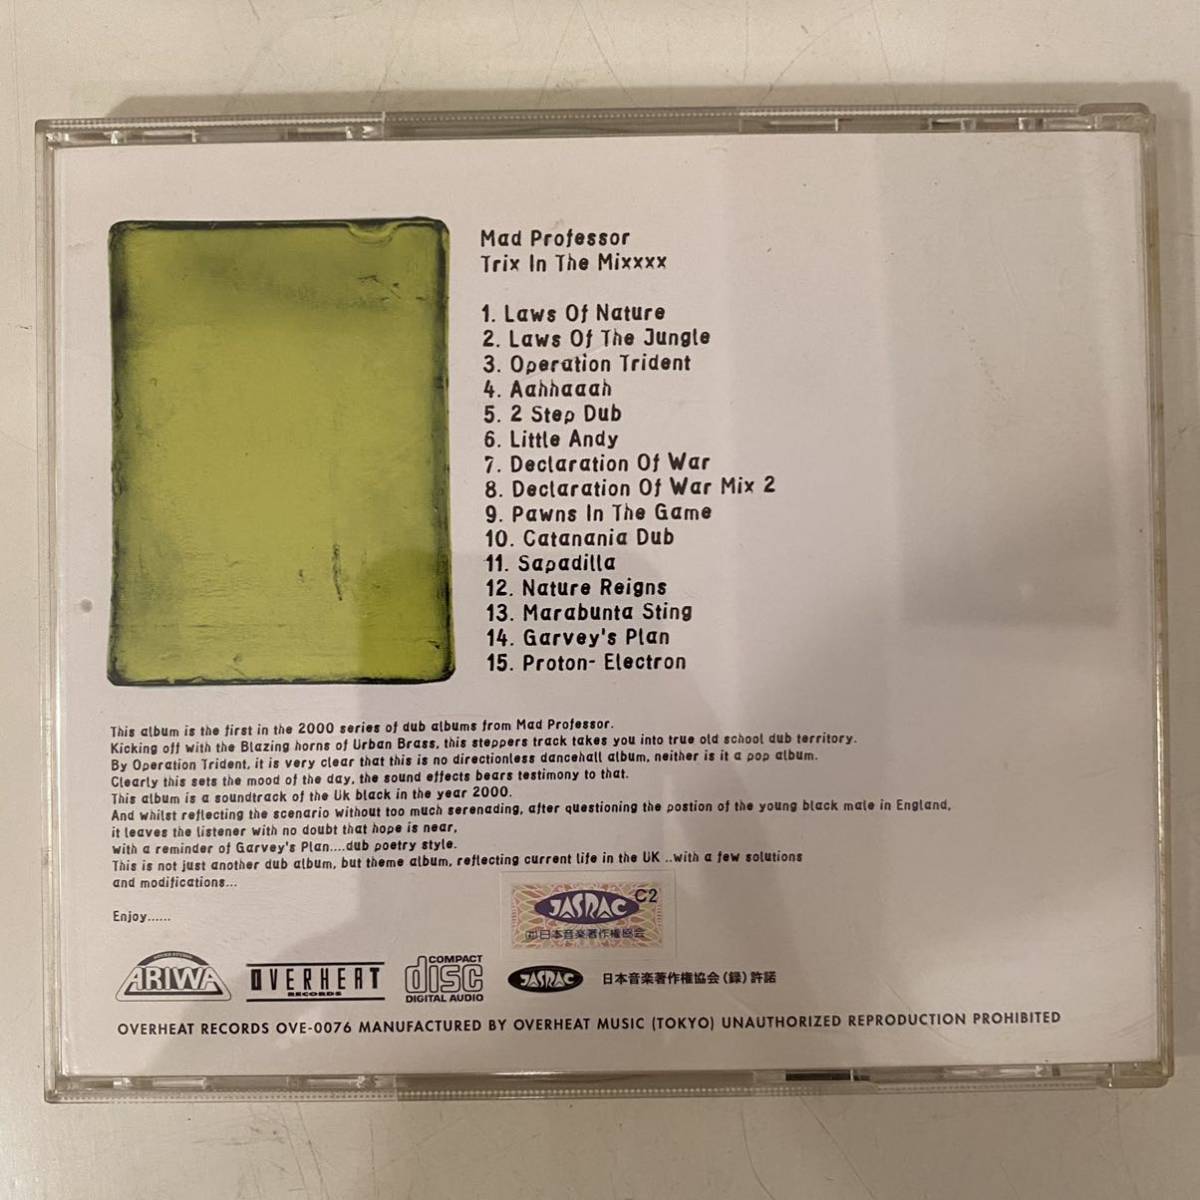 Mad Professor
Trix In The Mixxxx
1. Laws Of Nature
2. Laws Of The Jungle
3. Operation Trident
4. Aahhaaah
5. 2 Step Dub
6. Little Andy
7. Declaration Of War
8. Declaration Of War Mix 2
9. Pawns In The Game
10. Catanania Dub
11. Sapadilla
12. Nature Reigns
13. Marabunta Sting
14. Garvey's Plan
15. Proton- Electron
This album is the first in the 2000 series of dub albums from Mad Professor.
Kicking off with the Blazing horns of Urban Brass, this steppers track takes you into true old school dub territory.
By Operation Trident, it is very clear that this is no directionless dancehall album, neither is it a pop album.
Clearly this sets the mood of the day, the sound effects bears testimony to that.
This album is a soundtrack of the Uk black in the year 2000.
And whilst reflecting the scenario without too much serenading, after questioning the postion of the young black male in England,
it leaves the listener with no doubt that hope is near,
with a reminder of Garvey's Plan....dub poetry style.
This is not just another dub album, but theme album, reflecting current life in the UK ..with a few solutions
and modifications...
Enjoy......
JASRAC C2
日本音楽著作権協会
ARIWA
OVERHEAT
RECORDS
COMPACT
disc
DIGITAL AUDIO
JASRAC
日本音楽著作権協会(録)許諾
OVERHEAT RECORDS OVE-0076 MANUFACTURED BY OVERHEAT MUSIC (TOKYO) UNAUTHORIZED REPRODUCTION PROHIBITED